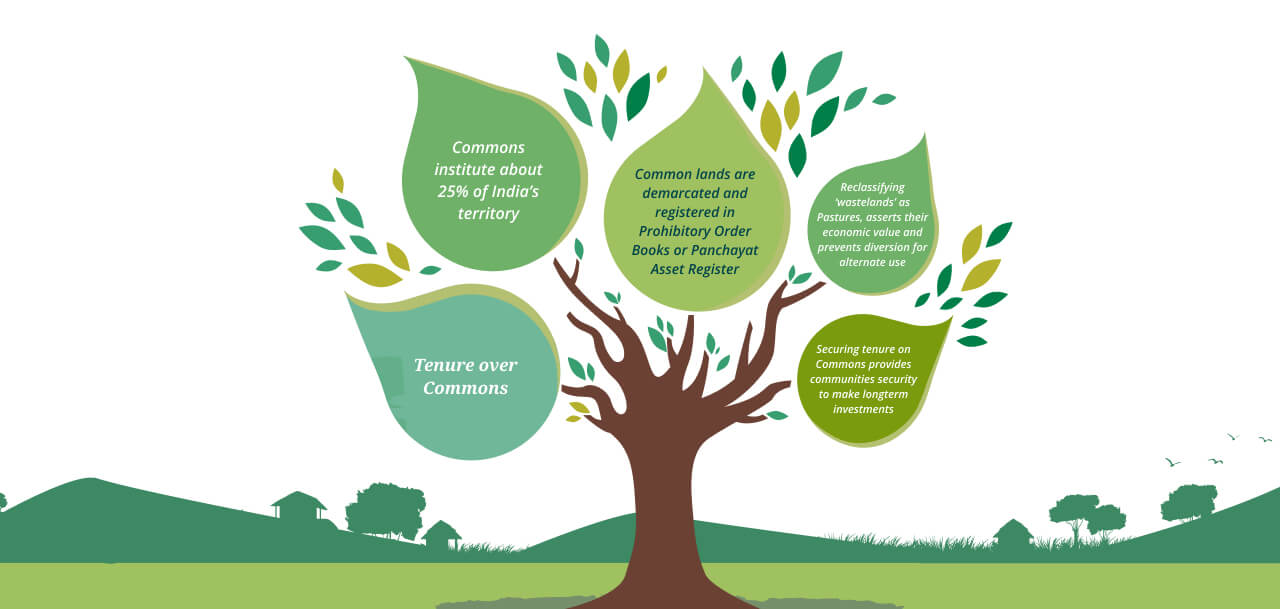 Commons
institute about
25% of India's
territory
Common lands are
demarcated and
registered in
Prohibitory Order
Books or Panchayat
Asset Register
Reclassifying
‘wastelands’ as
Pastures, asserts their
economic value and
prevents diversion for
alternate use
Tenure over
Commons
Securing tenure on
Commons provides
communities security
to make longterm
investments